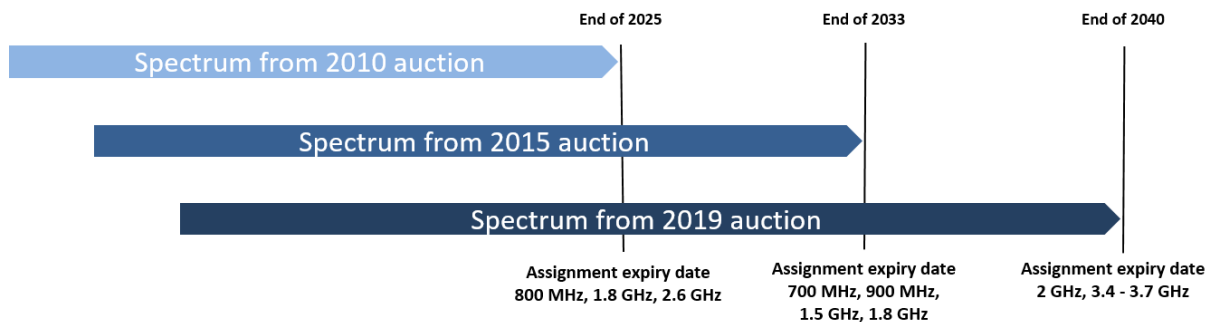 End of 2025
End of 2033
End of 2040
Spectrum from 2010 auction
Spectrum from 2015 auction
Spectrum from 2019 auction
Assignment expiry date
800 MHz, 1.8 GHz, 2.6 GHz
Assignment expiry date
700 MHz, 900 MHz,
1.5 GHz, 1.8 GHz
Assignment expiry date
2 GHz, 3.4 - 3.7 GHz